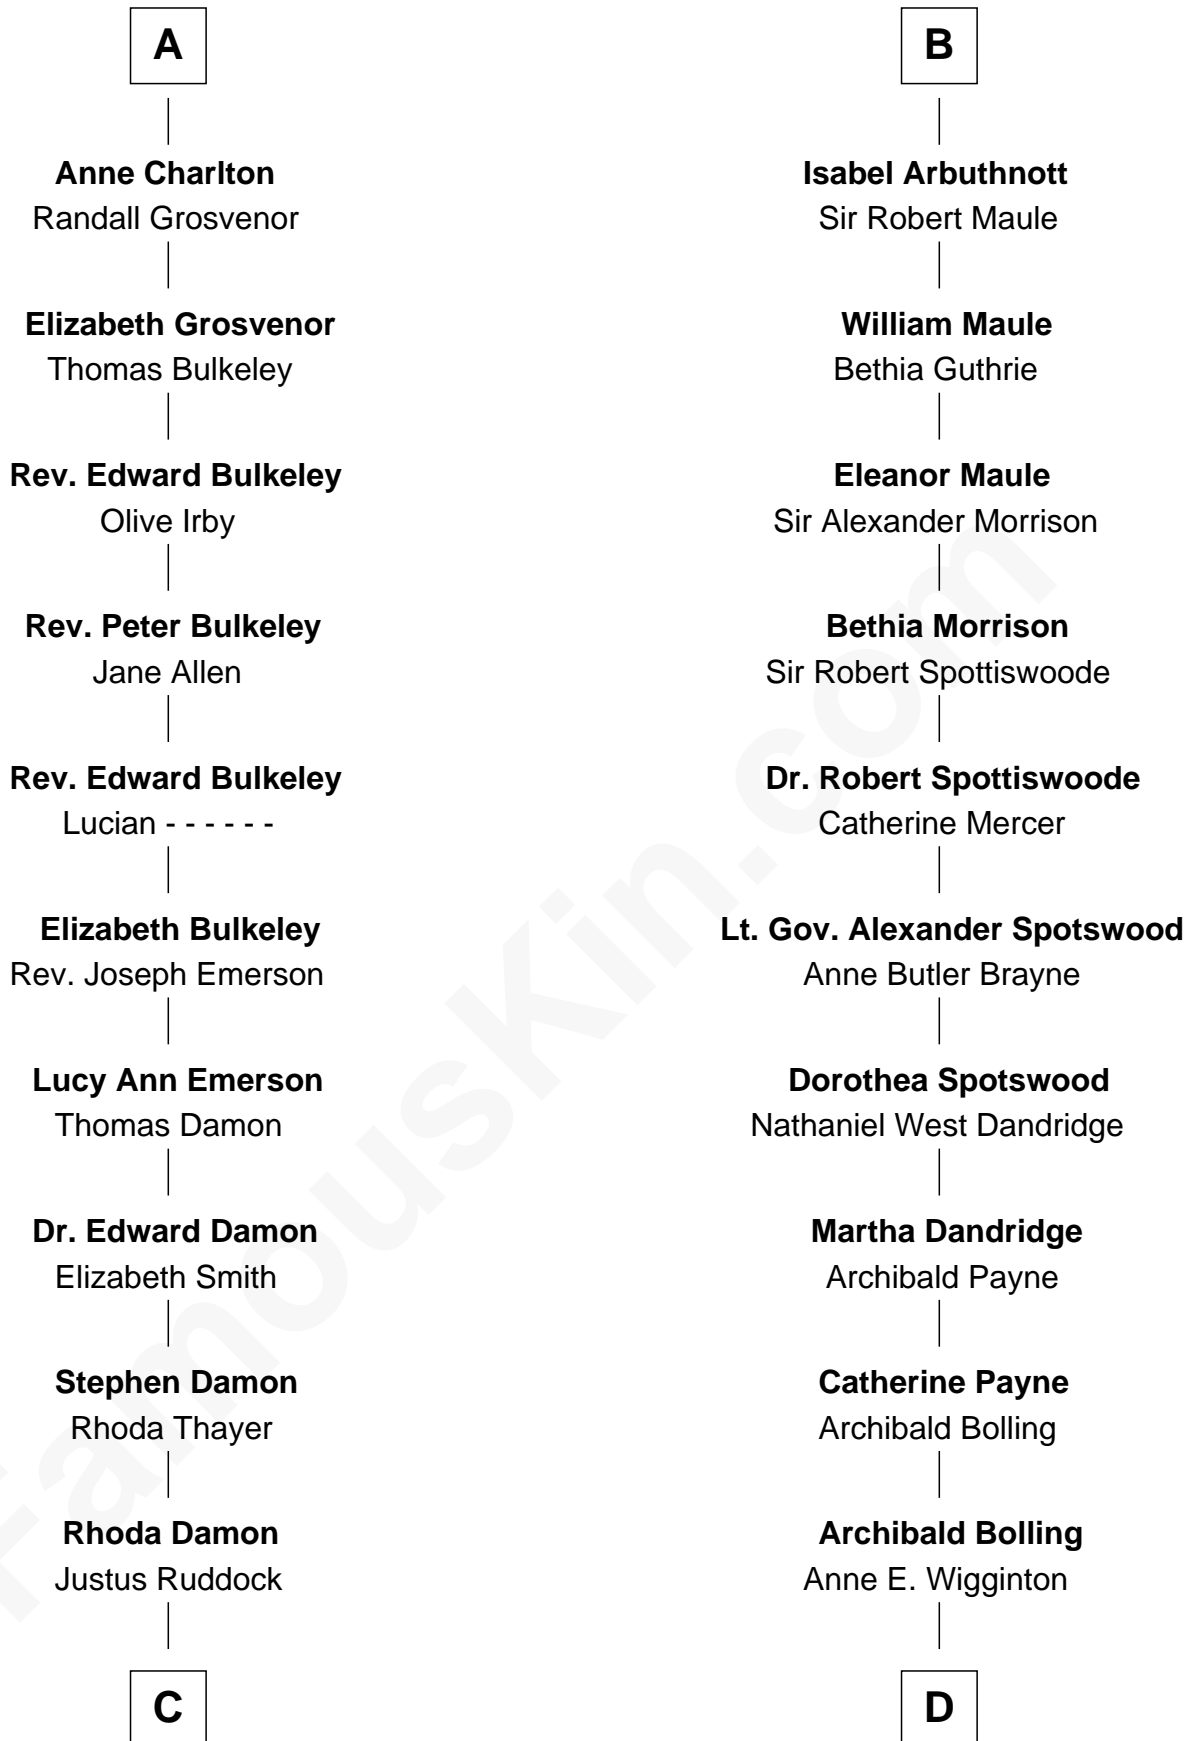 A
Anne Charlton
Randall Grosvenor
Elizabeth Grosvenor
Thomas Bulkeley
Rev. Edward Bulkeley
Olive Irby
Rev. Peter Bulkeley
Jane Allen
Rev. Edward Bulkeley
Lucian - - - - - -
Elizabeth Bulkeley
Rev. Joseph Emerson
Lucy Ann Emerson
Thomas Damon
Dr. Edward Damon
Elizabeth Smith
Stephen Damon
Rhoda Thayer
Rhoda Damon
Justus Ruddock
C
B
Isabel Arbuthnott
Sir Robert Maule
William Maule
Bethia Guthrie
Eleanor Maule
Sir Alexander Morrison
Bethia Morrison
Sir Robert Spottiswoode
Dr. Robert Spottiswoode
Catherine Mercer
Lt. Gov. Alexander Spotswood
Anne Butler Brayne
Dorothea Spotswood
Nathaniel West Dandridge
Martha Dandridge
Archibald Payne
Catherine Payne
Archibald Bolling
Archibald Bolling
Anne E. Wigginton
D
FamousKin.com